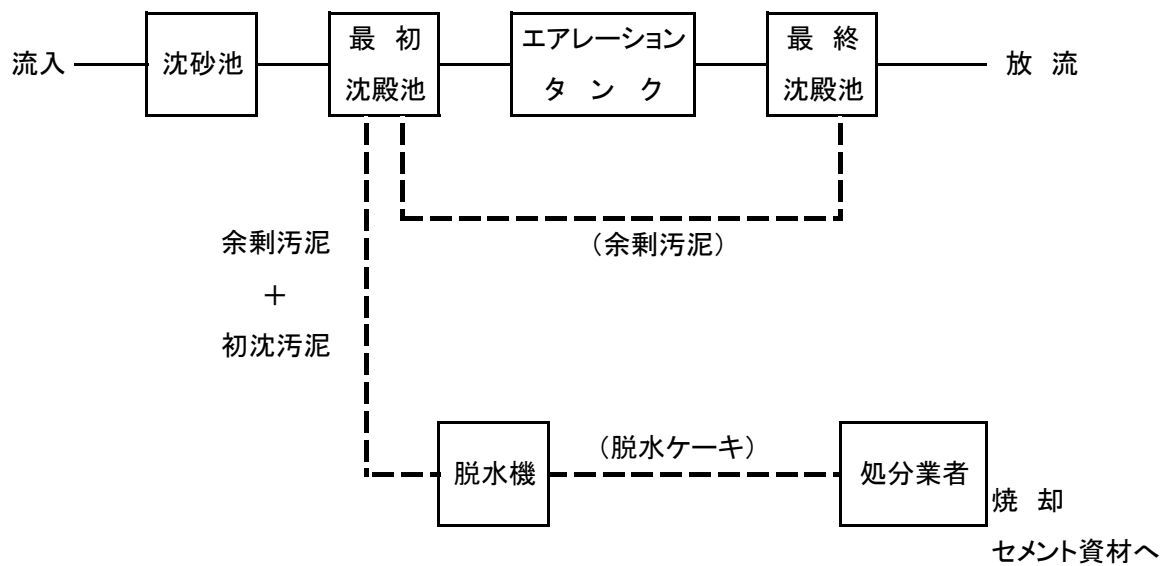 流入
沈砂池
最 初
沈殿池
エアレーション
タ ン ク
最 終
沈殿池
放 流
余剰汚泥
＋
初沈汚泥
（余剰汚泥）
脱水機
（脱水ケーキ）
処分業者
焼 却
セメント資材へ